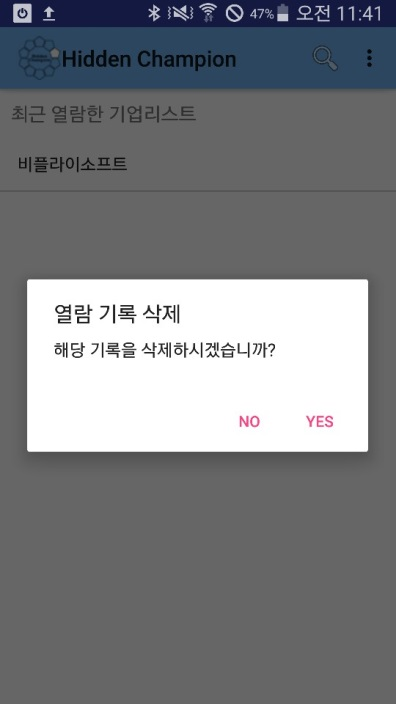 47% 오전 11:41
Hidden Champion
최근 열람한 기업리스트
비플라이소프트
열람 기록 삭제
해당 기록을 삭제하시겠습니까?
NO YES